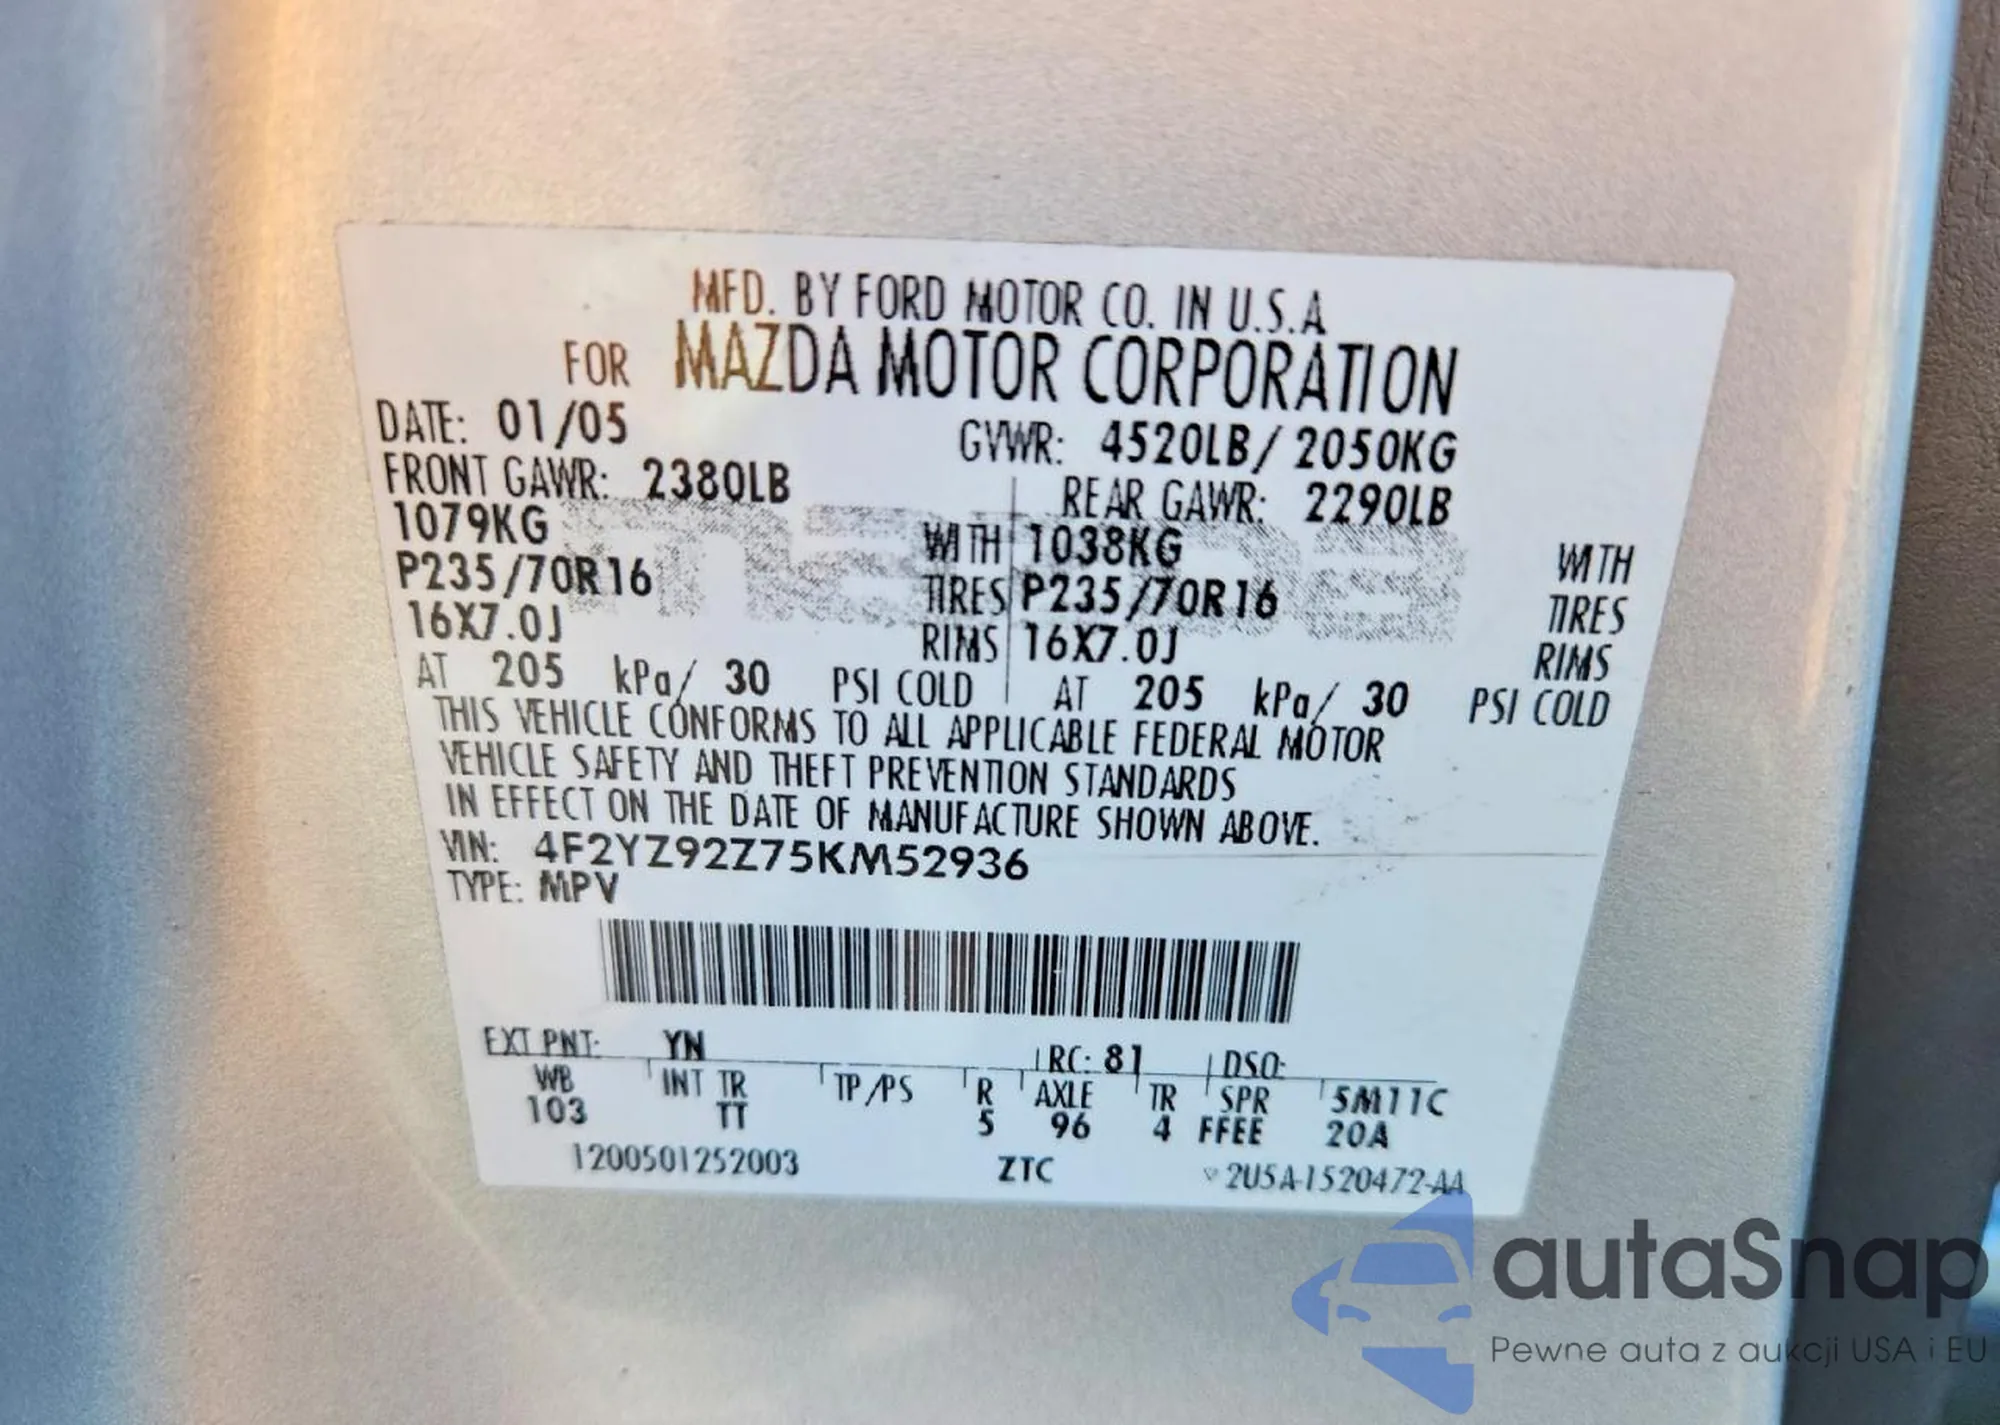 MFD. BY FORD MOTOR CO. IN U.S.A
FOR MAZDA MOTOR CORPORATION
DATE: 01/05 GVWR: 4520LB/ 2050KG
FRONT GAWR: 2380LB REAR GAWR: 2290LB
1079KG WITH 1038KG WITH
P235/70R16 TIRES P235/70R16 TIRES
16X7.0J RIMS 16X7.0J RIMS
AT 205 kPa/ 30 PSI COLD AT 205 kPa/ 30 PSI COLD
THIS VEHICLE CONFORMS TO ALL APPLICABLE FEDERAL MOTOR
VEHICLE SAFETY AND THEFT PREVENTION STANDARDS
IN EFFECT ON THE DATE OF MANUFACTURE SHOWN ABOVE.
VIN: 4F2YZ92Z75KM52936
TYPE: MPV
EXT PNT: YN RC: 81 DSO:
WB INT TR TP/PS R AXLE TR SPR 5M11C
103 TT 5 96 4 FFEE 20A
1200501252003 ZTC 2U5A-1520472-AA
autaSnap
Pewne auta z aukcji USA i EU